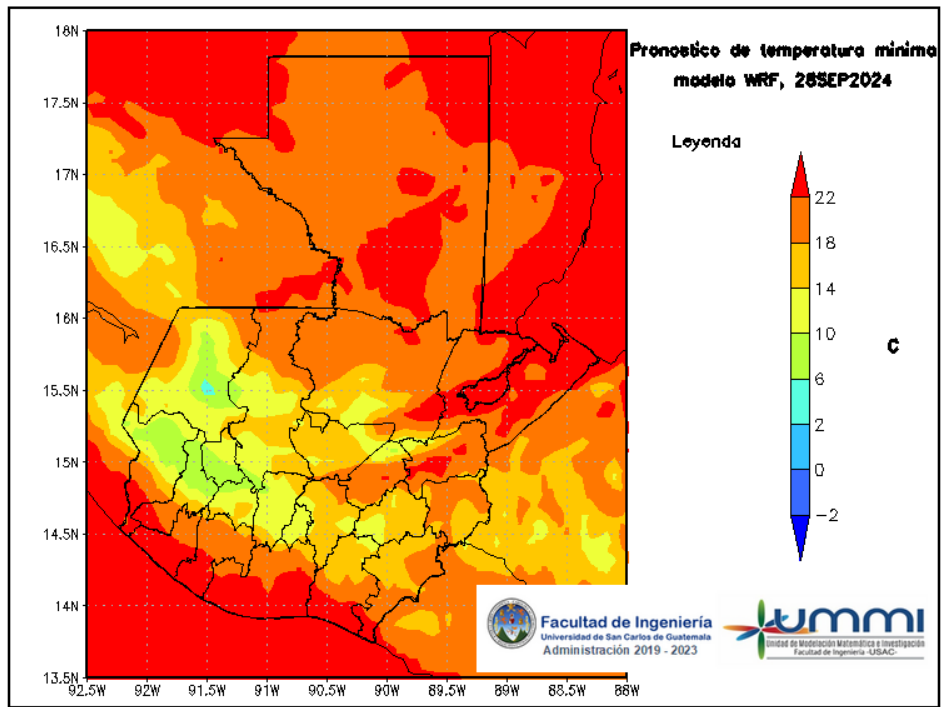 Pronostico de temperatura minima
modelo WRF, 28SEP2024
Leyenda
22
18
14
10
6
2
0
-2
C
18N
17.5N
17N
16.5N
16N
15.5N
15N
14.5N
14N
13.5N
92.5W 92W 91.5W 91W 90.5W 90W 89.5W 89W 88.5W 88W
Facultad de Ingeniería
Universidad de San Carlos de Guatemala
Administración 2019 - 2023
UMMI
Unidad de Modelación Matemática e Investigación
Facultad de Ingeniería -USAC-